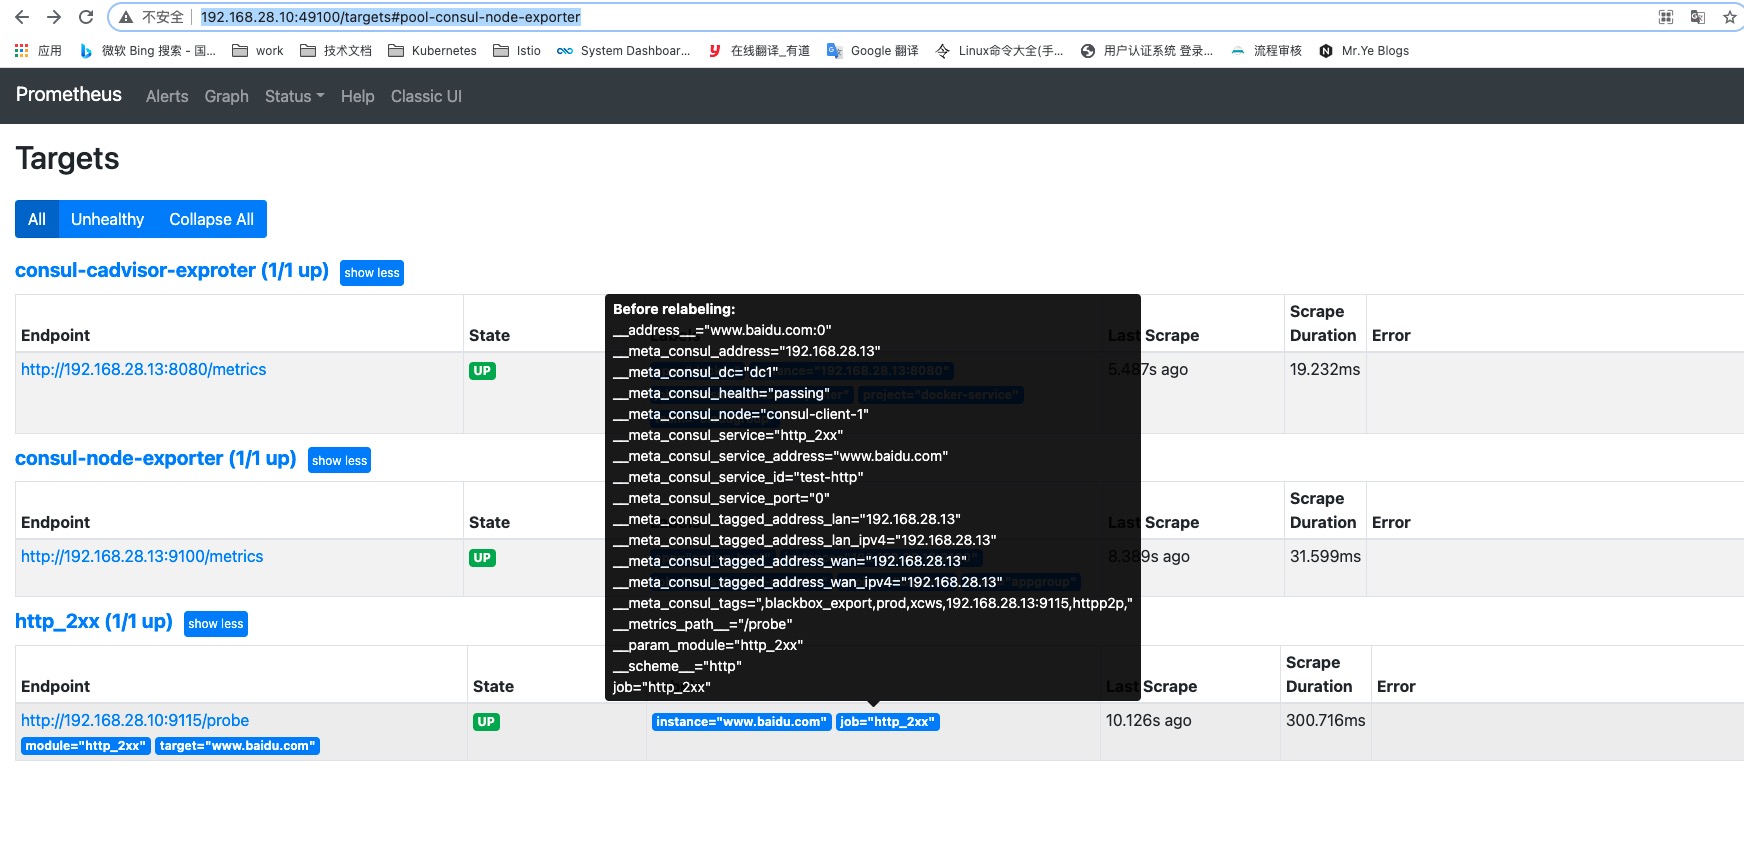 不安全 192.168.28.10:49100/targets#pool-consul-node-exporter
应用 微软 Bing 搜索 - 国... work 技术文档 Kubernetes Istio System Dashboar... 在线翻译_有道 Google 翻译 Linux命令大全(手... 用户认证系统 登录... 流程审核 Mr.Ye Blogs
Prometheus Alerts Graph Status Help Classic UI
Targets
All Unhealthy Collapse All
consul-cadvisor-exproter (1/1 up) show less
Endpoint State Last Scrape Scrape Duration Error
http://192.168.28.13:8080/metrics UP instance="192.168.28.13:8080" 5.487s ago 19.232ms
project="docker-service"
consul-node-exporter (1/1 up) show less
Endpoint State Last Scrape Scrape Duration Error
http://192.168.28.13:9100/metrics UP 8.389s ago 31.599ms
http_2xx (1/1 up) show less
Endpoint State Last Scrape Scrape Duration Error
http://192.168.28.10:9115/probe UP instance="www.baidu.com" job="http_2xx" 10.126s ago 300.716ms
module="http_2xx" target="www.baidu.com"
Before relabeling:
__address__="www.baidu.com:0"
__meta_consul_address="192.168.28.13"
__meta_consul_dc="dc1"
__meta_consul_health="passing"
__meta_consul_node="consul-client-1"
__meta_consul_service="http_2xx"
__meta_consul_service_address="www.baidu.com"
__meta_consul_service_id="test-http"
__meta_consul_service_port="0"
__meta_consul_tagged_address_lan="192.168.28.13"
__meta_consul_tagged_address_lan_ipv4="192.168.28.13"
__meta_consul_tagged_address_wan="192.168.28.13"
__meta_consul_tagged_address_wan_ipv4="192.168.28.13"
__meta_consul_tags=",blackbox_export,prod,xcws,192.168.28.13:9115,httpp2p,"
__metrics_path__="/probe"
__param_module="http_2xx"
__scheme__="http"
job="http_2xx"